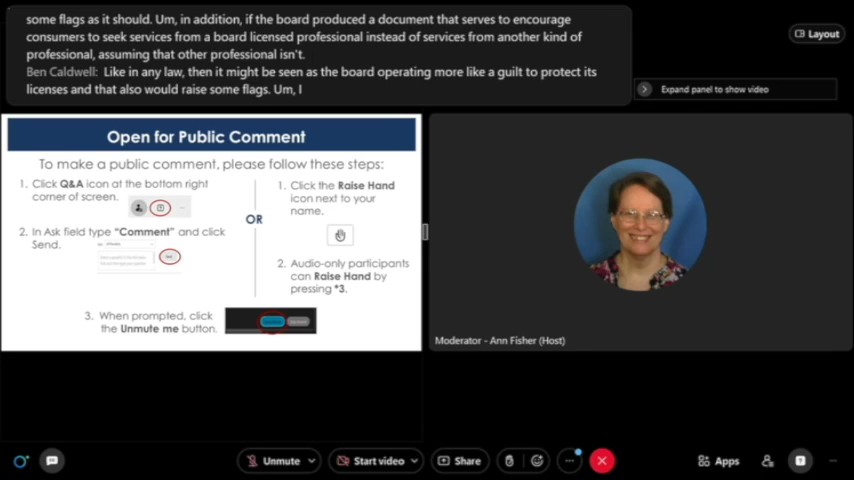 some flags as it should. Um, in addition, if the board produced a document that serves to encourage
consumers to seek services from a board licensed professional instead of services from another kind of
professional, assuming that other professional isn't.
Ben Caldwell: Like in any law, then it might be seen as the board operating more like a guilt to protect its
licenses and that also would raise some flags. Um, I
Layout
Expand panel to show video
Open for Public Comment
To make a public comment, please follow these steps:
1. Click Q&A icon at the bottom right
corner of screen.
2. In Ask field type “Comment” and click
Send.
OR
1. Click the Raise Hand
icon next to your
name.
2. Audio-only participants
can Raise Hand by
pressing *3.
3. When prompted, click
the Unmute me button.
Moderator - Ann Fisher (Host)
Unmute
Start video
Share
Apps